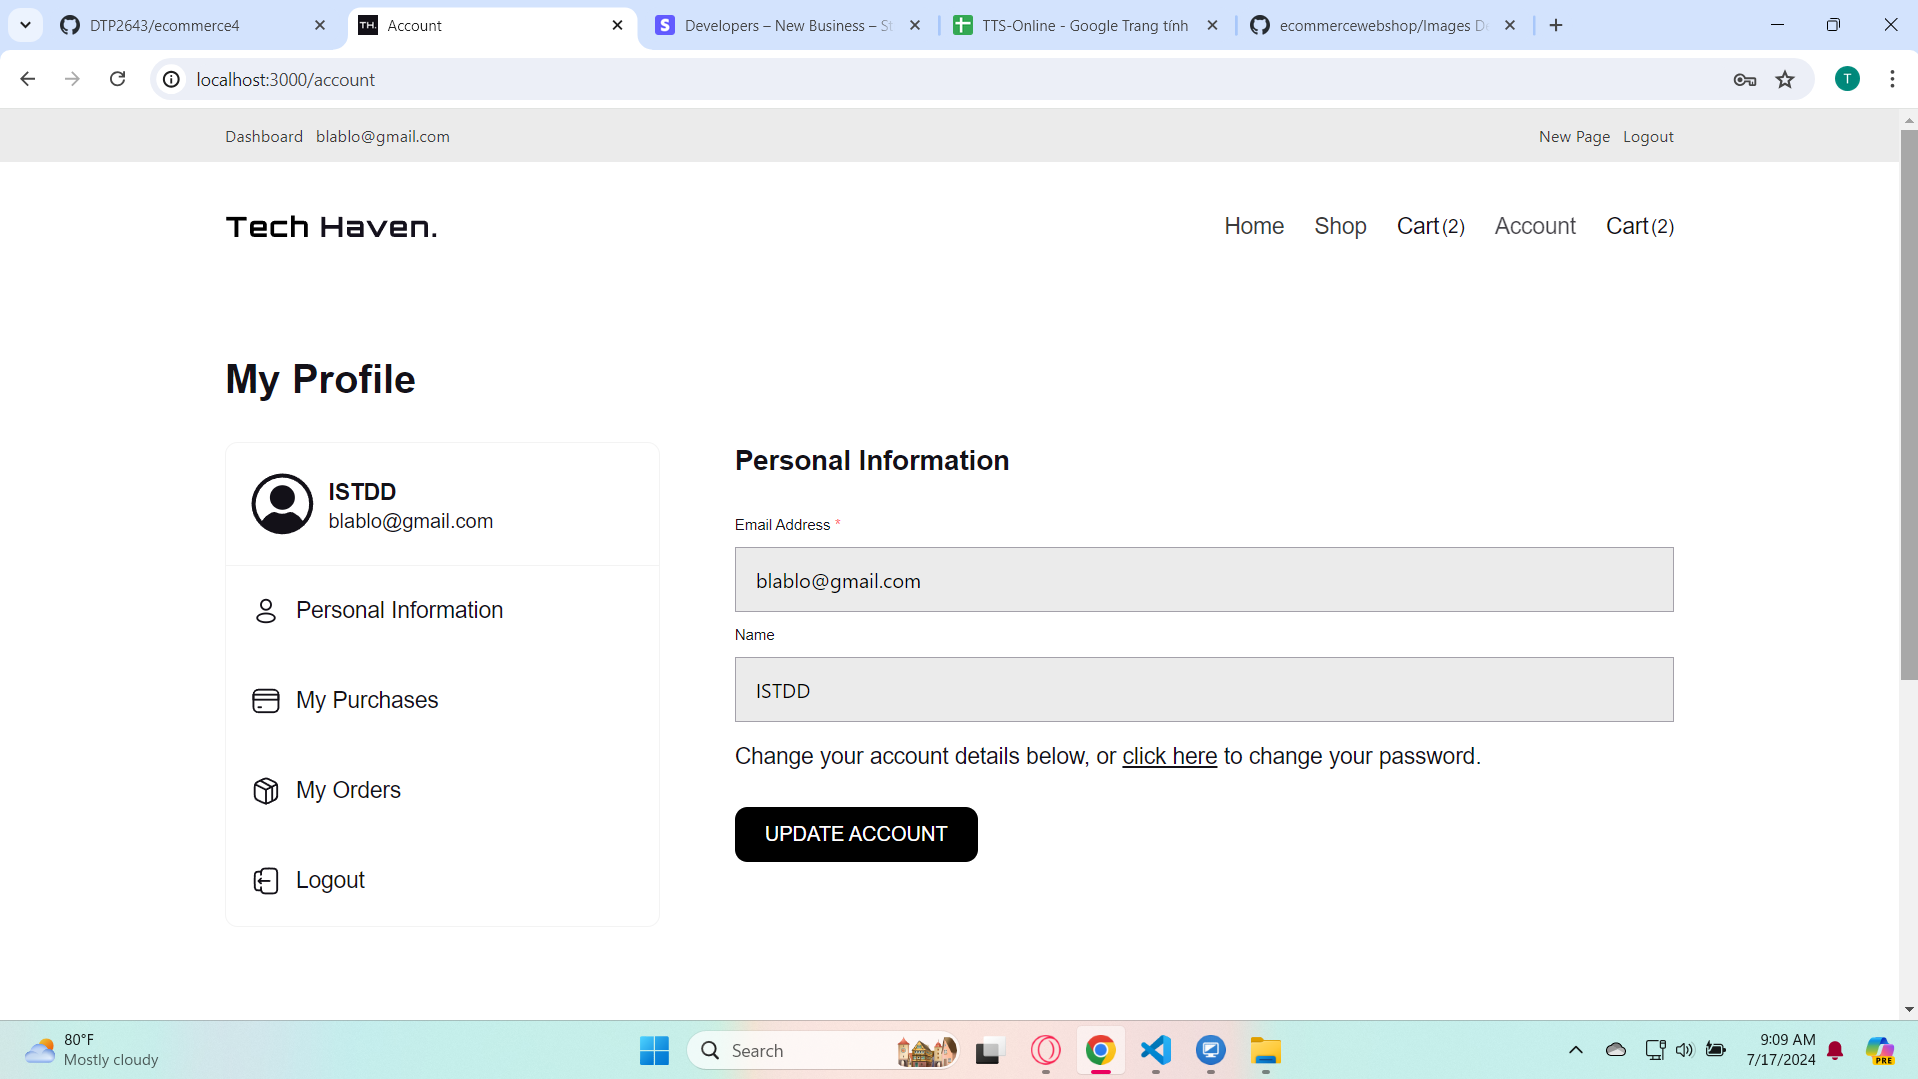 DTP2643/ecommerce4
TH.
Account
S
Developers – New Business – St
TTS-Online - Google Trang tính
ecommercewebshop/Images De
localhost:3000/account
T
Dashboard blablo@gmail.com
New Page Logout
Tech Haven.
Home Shop Cart(2) Account Cart(2)
My Profile
ISTDD
blablo@gmail.com
Personal Information
My Purchases
My Orders
Logout
Personal Information
Email Address *
blablo@gmail.com
Name
ISTDD
Change your account details below, or click here to change your password.
UPDATE ACCOUNT
80°F
Mostly cloudy
Search
9:09 AM
7/17/2024
PRE